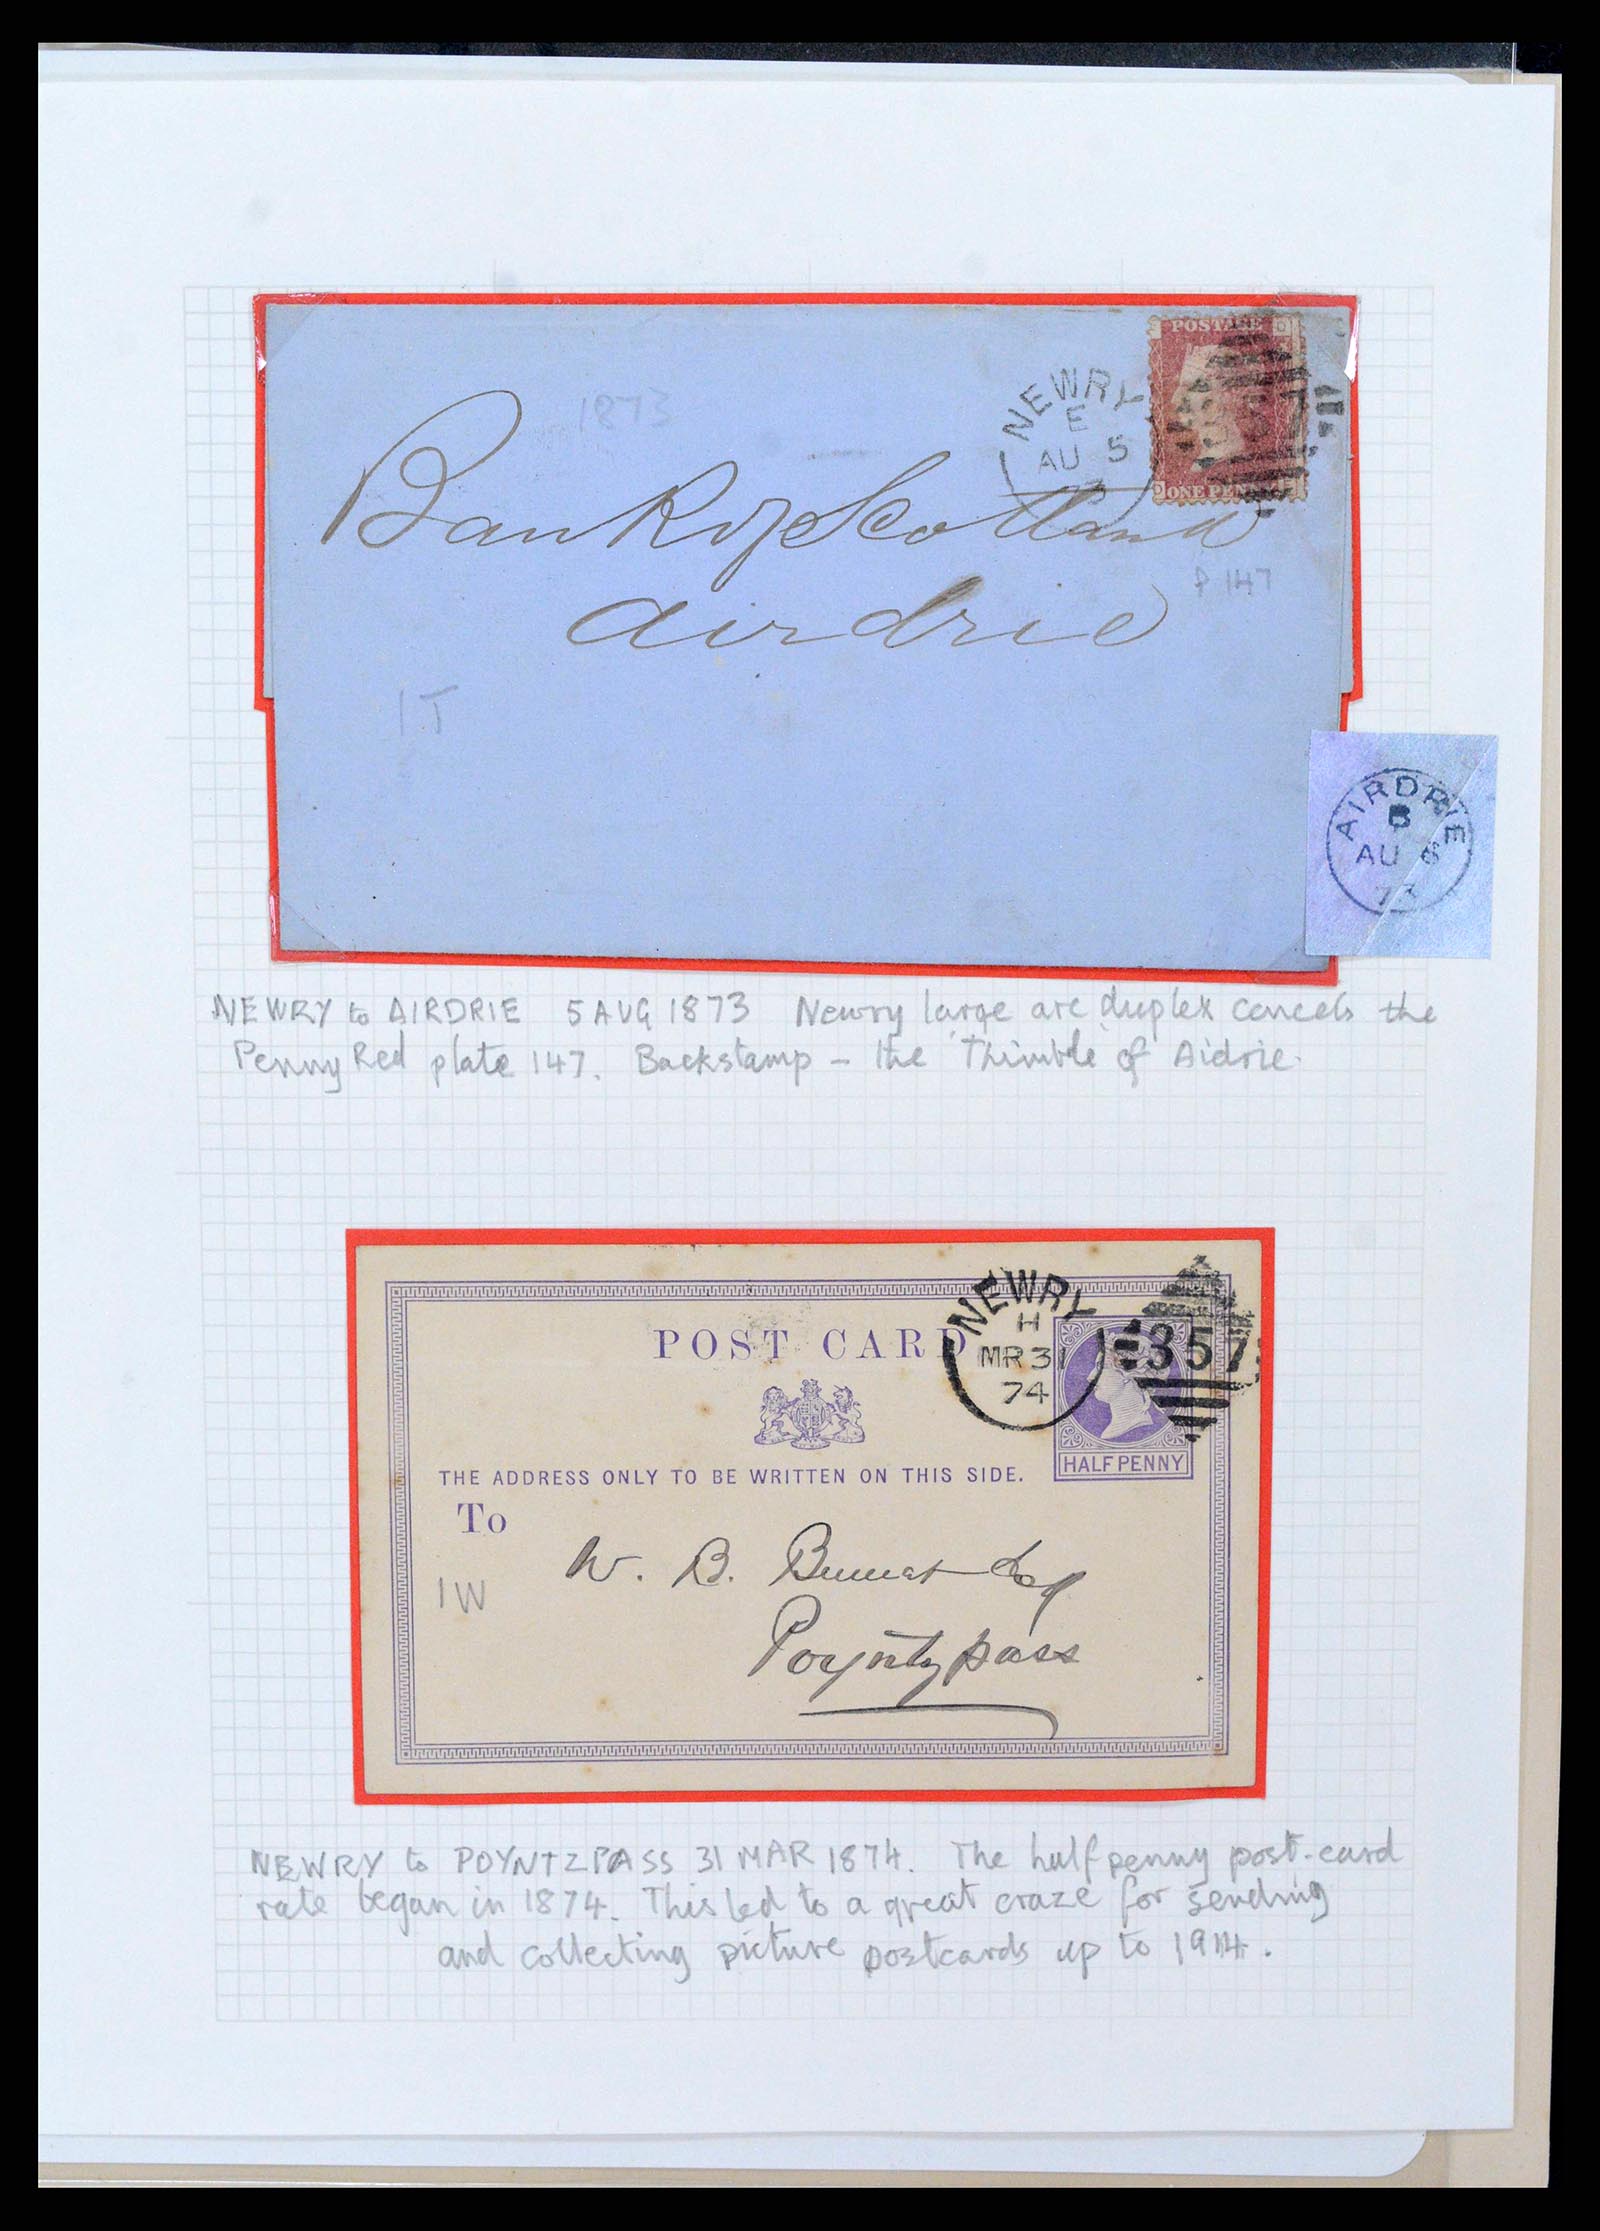 POSTAGE
D
ONE PENNY
NEWRY
E
AU 5
357
1873
Bank of Scotland
P 147
Airdrie
1T
AIRDRIE
B
AU 6
73
NEWRY to AIRDRIE 5 AUG 1873 Newry large arc duplex cancels the
Penny Red plate 147. Backstamp – the 'Thimble' of Aidrie.
NEWRY
H
MR 31
74
357
POST CARD
HALFPENNY
THE ADDRESS ONLY TO BE WRITTEN ON THIS SIDE.
To
W. B. Esq
1W
Poyntzpass
NEWRY to POYNTZPASS 31 MAR 1874. The halfpenny post-card
rate began in 1874. This led to a great craze for sending
and collecting picture postcards up to 1914.